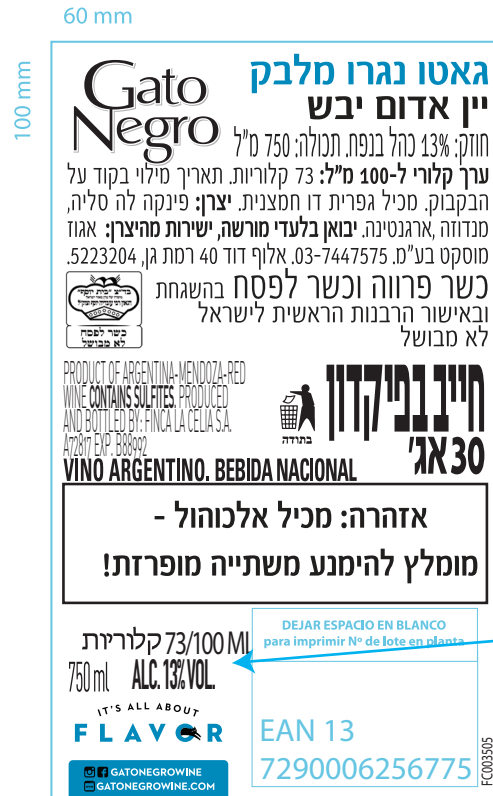 60 mm
100 mm
Gato
Negro
גאטו נגרו מלבק
יין אדום יבש
חוזק: 13% כהל בנפח. תכולה: 750 מ"ל
ערך קלורי ל-100 מ"ל: 73 קלוריות. תאריך מילוי בקוד על
הבקבוק. מכיל גפרית דו חמצנית. יצרן: פינקה לה סליה,
מנדוזה ,ארגנטינה. יבואן בלעדי מורשה, ישירות מהיצרן: אגוז
מוסקט בע"מ. 03-7447575. אלוף דוד 40 רמת גן, 5223204.
כשר פרווה וכשר לפסח בהשגחת
ובאישור הרבנות הראשית לישראל
לא מבושל
בד"צ "בית יוסף"
כשר לפסח
לא מבושל
PRODUCT OF ARGENTINA-MENDOZA-RED
WINE CONTAINS SULFITES. PRODUCED
AND BOTTLED BY: FINCA LA CELIA S.A.
A72817 EXP. B88992
בתודה
חייב בפיקדון
30 אג'
VINO ARGENTINO. BEBIDA NACIONAL
אזהרה: מכיל אלכוהול -
מומלץ להימנע משתייה מופרזת!
73/100 ML קלוריות
750 ml ALC. 13% VOL.
IT'S ALL ABOUT
FLAVOR
GATONEGROWINE
GATONEGROWINE.COM
DEJAR ESPACIO EN BLANCO
para imprimir Nº de lote en planta
EAN 13
7290006256775
FC003505